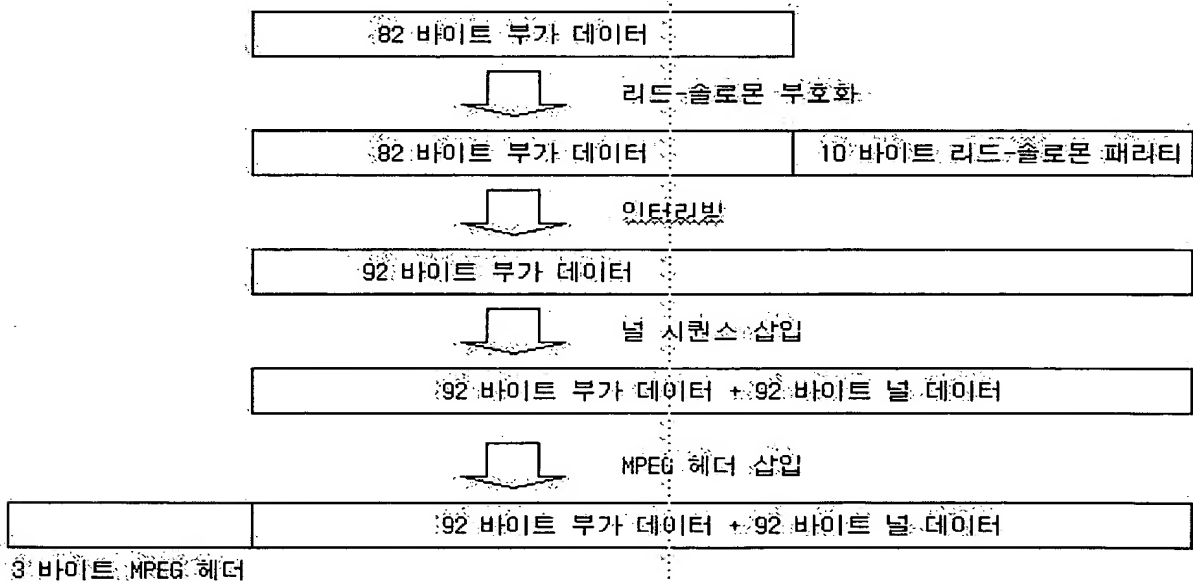 82 바이트 부가 데이터
리드-솔로몬 부호화
82 바이트 부가 데이터 10 바이트 리드-솔로몬 패리티
인터리빙
92 바이트 부가 데이터
널 시퀀스 삽입
92 바이트 부가 데이터 + 92 바이트 널 데이터
MPEG 헤더 삽입
92 바이트 부가 데이터 + 92 바이트 널 데이터
3 바이트 MPEG 헤더